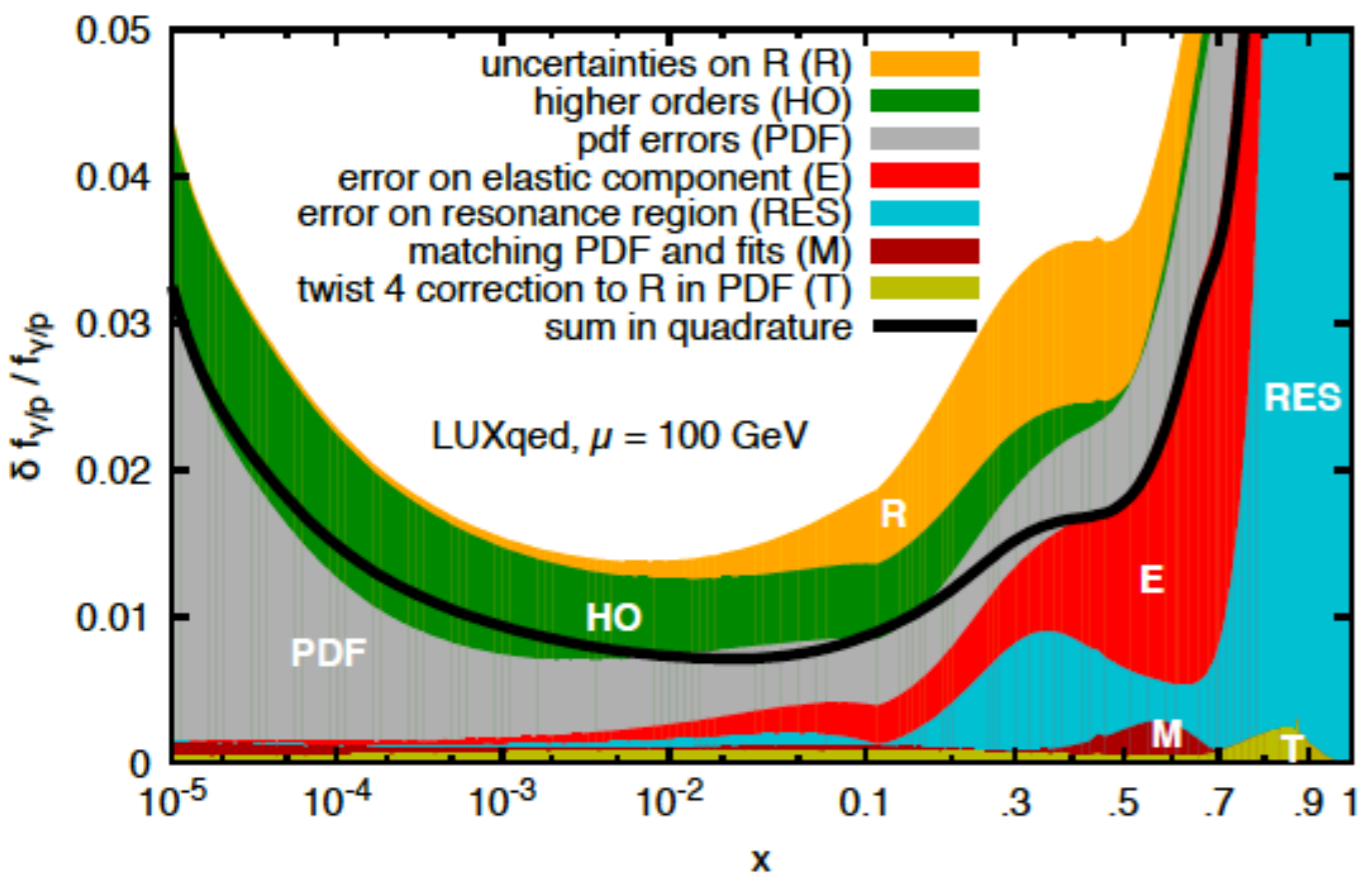 0.05
0.04
0.03
0.02
0.01
0
δ fγ/p / fγ/p
uncertainties on R (R)
higher orders (HO)
pdf errors (PDF)
error on elastic component (E)
error on resonance region (RES)
matching PDF and fits (M)
twist 4 correction to R in PDF (T)
sum in quadrature
LUXqed, μ = 100 GeV
RES
R
E
HO
PDF
M
T
10-5 10-4 10-3 10-2 0.1 .3 .5 .7 .9 1
x